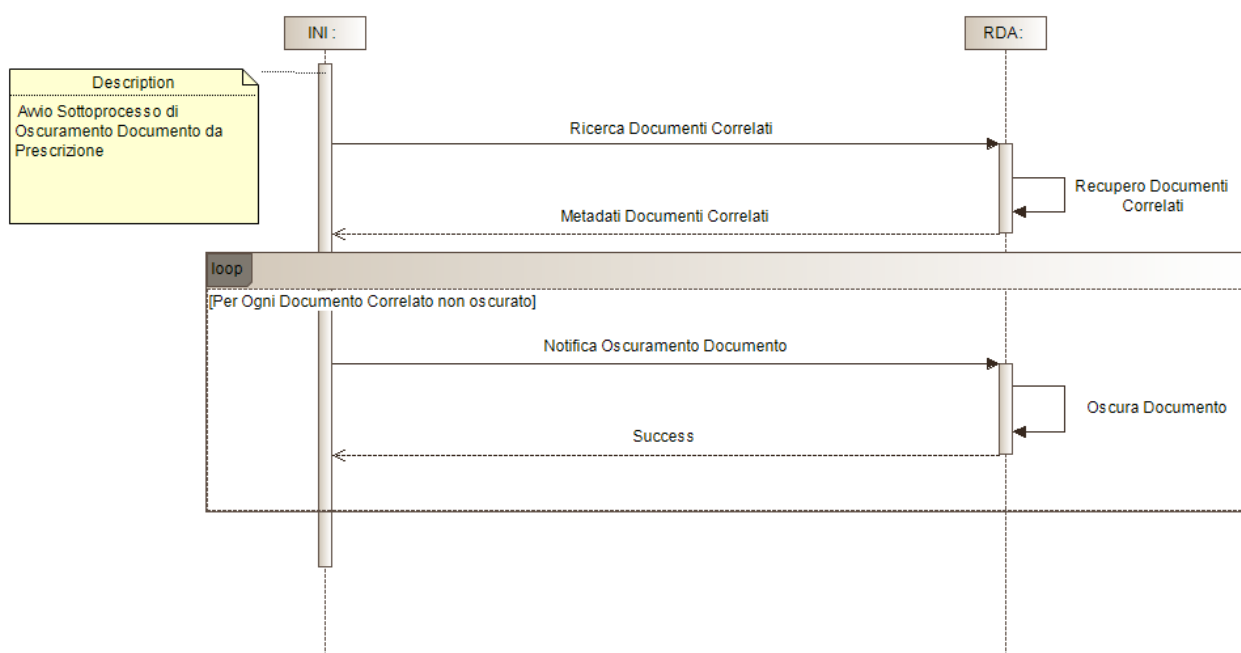 INI :
RDA:
Description
Avvio Sottoprocesso di
Oscuramento Documento da
Prescrizione
Ricerca Documenti Correlati
Recupero Documenti
Correlati
Metadati Documenti Correlati
loop
[Per Ogni Documento Correlato non oscurato]
Notifica Oscuramento Documento
Oscura Documento
Success